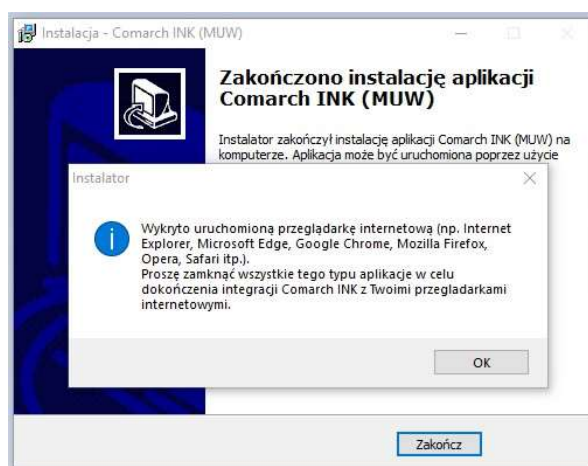 Instalacja - Comarch INK (MUW)
Zakończono instalację aplikacji
Comarch INK (MUW)
Instalator zakończył instalację aplikacji Comarch INK (MUW) na
komputerze. Aplikacja może być uruchomiona poprzez użycie
Instalator
Wykryto uruchomioną przeglądarkę internetową (np. Internet
Explorer, Microsoft Edge, Google Chrome, Mozilla Firefox,
Opera, Safari itp.).
Proszę zamknąć wszystkie tego typu aplikacje w celu
dokończenia integracji Comarch INK z Twoimi przegladarkami
internetowymi.
OK
Zakończ